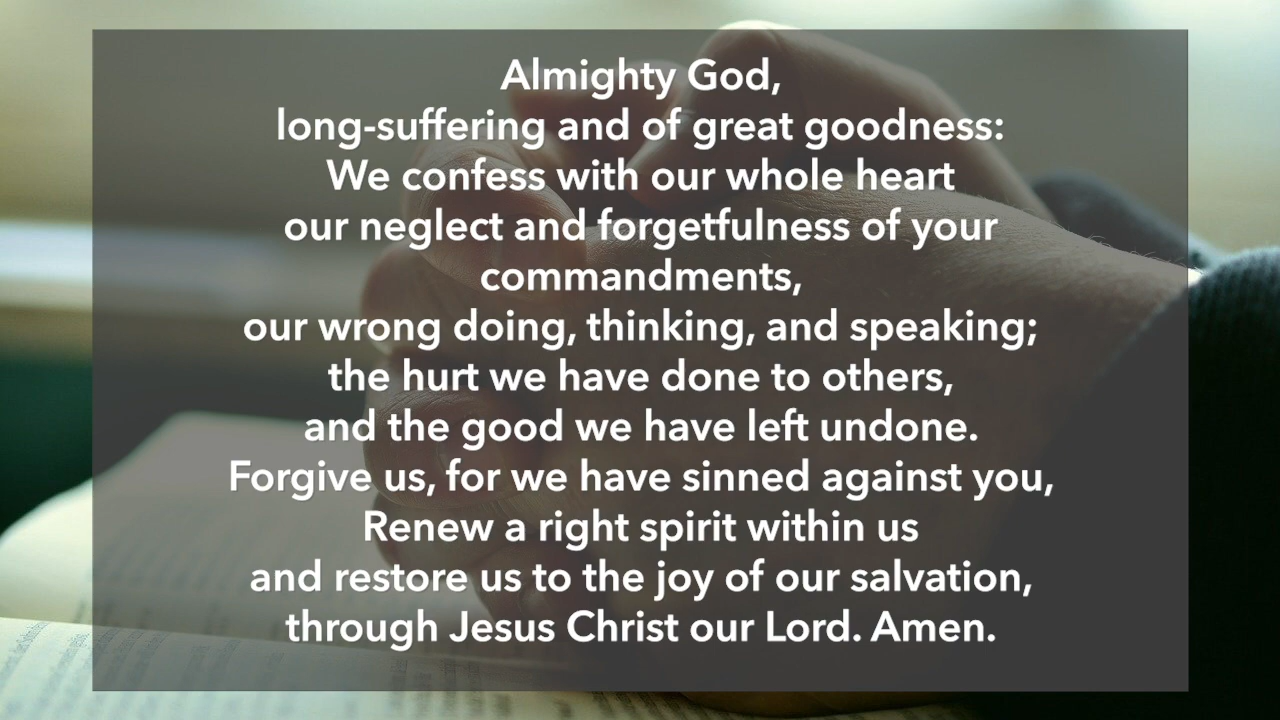 Almighty God,
long-suffering and of great goodness:
We confess with our whole heart
our neglect and forgetfulness of your
commandments,
our wrong doing, thinking, and speaking;
the hurt we have done to others,
and the good we have left undone.
Forgive us, for we have sinned against you,
Renew a right spirit within us
and restore us to the joy of our salvation,
through Jesus Christ our Lord. Amen.